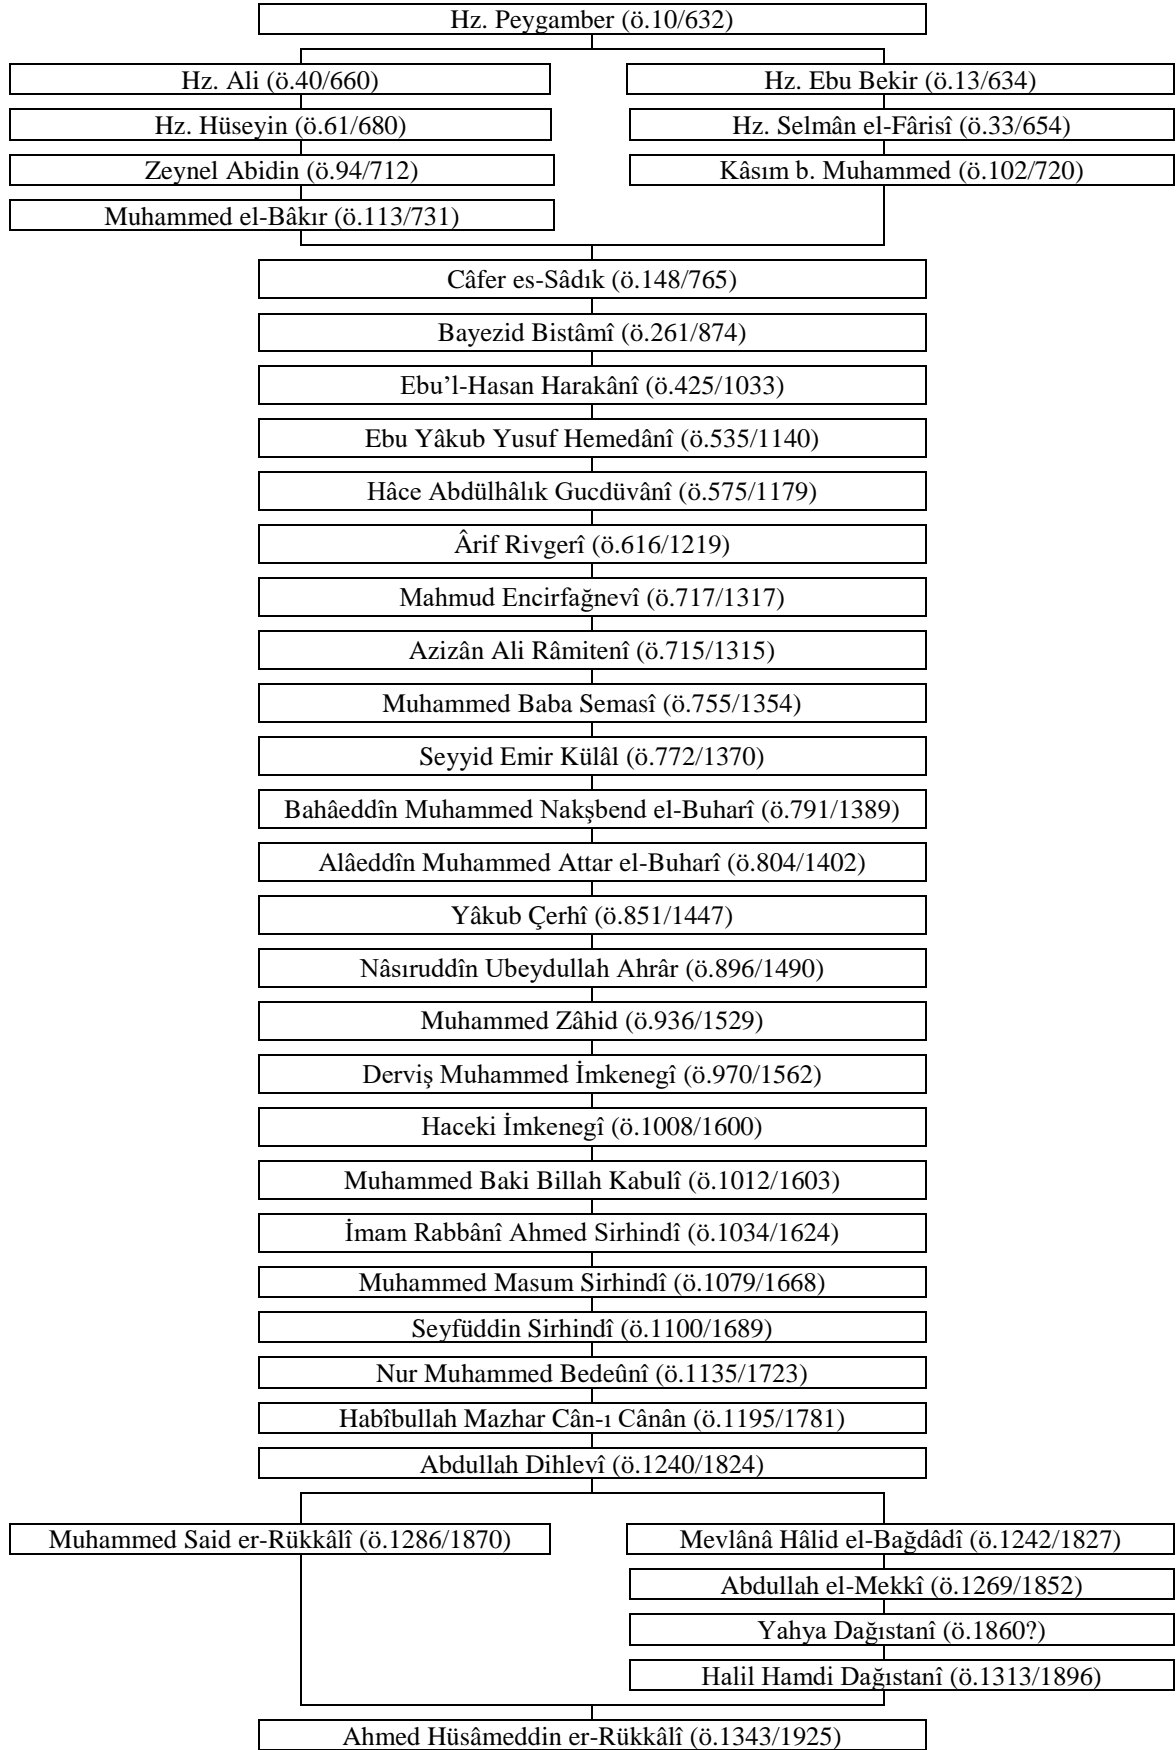 Hz. Peygamber (ö.10/632)
Hz. Ali (ö.40/660)
Hz. Ebu Bekir (ö.13/634)
Hz. Hüseyin (ö.61/680)
Hz. Selmân el-Fârisî (ö.33/654)
Zeynel Abidin (ö.94/712)
Kâsım b. Muhammed (ö.102/720)
Muhammed el-Bâkır (ö.113/731)
Câfer es-Sâdık (ö.148/765)
Bayezid Bistâmî (ö.261/874)
Ebu’l-Hasan Harakânî (ö.425/1033)
Ebu Yâkub Yusuf Hemedânî (ö.535/1140)
Hâce Abdülhâlık Gucdüvânî (ö.575/1179)
Ârif Rivgerî (ö.616/1219)
Mahmud Encirfağnevî (ö.717/1317)
Azizân Ali Râmitenî (ö.715/1315)
Muhammed Baba Semasî (ö.755/1354)
Seyyid Emir Külâl (ö.772/1370)
Bahâeddîn Muhammed Nakşbend el-Buharî (ö.791/1389)
Alâeddîn Muhammed Attar el-Buharî (ö.804/1402)
Yâkub Çerhî (ö.851/1447)
Nâsıruddîn Ubeydullah Ahrâr (ö.896/1490)
Muhammed Zâhid (ö.936/1529)
Derviş Muhammed İmkenegî (ö.970/1562)
Haceki İmkenegî (ö.1008/1600)
Muhammed Baki Billah Kabulî (ö.1012/1603)
İmam Rabbânî Ahmed Sirhindî (ö.1034/1624)
Muhammed Masum Sirhindî (ö.1079/1668)
Seyfüddin Sirhindî (ö.1100/1689)
Nur Muhammed Bedeûnî (ö.1135/1723)
Habîbullah Mazhar Cân-ı Cânân (ö.1195/1781)
Abdullah Dihlevî (ö.1240/1824)
Muhammed Said er-Rükkâlî (ö.1286/1870)
Mevlânâ Hâlid el-Bağdâdî (ö.1242/1827)
Abdullah el-Mekkî (ö.1269/1852)
Yahya Dağıstanî (ö.1860?)
Halil Hamdi Dağıstanî (ö.1313/1896)
Ahmed Hüsâmeddin er-Rükkâlî (ö.1343/1925)